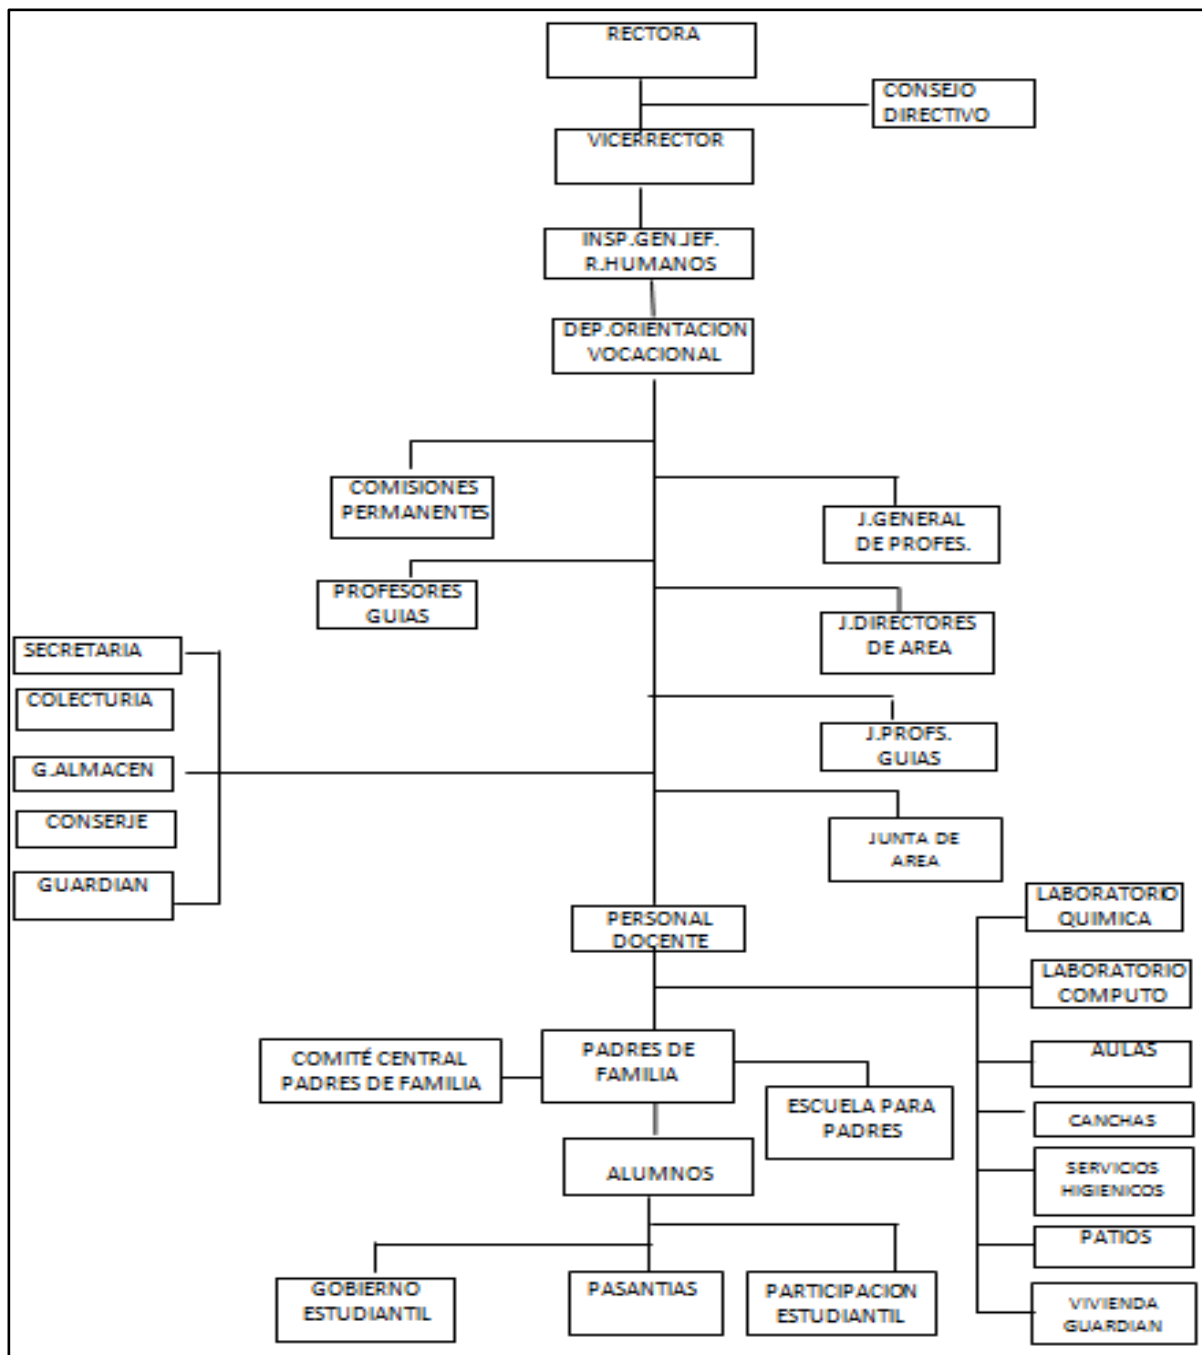 RECTORA
CONSEJO
DIRECTIVO
VICERRECTOR
INSP.GEN.JEF.
R.HUMANOS
DEP.ORIENTACION
VOCACIONAL
COMISIONES
PERMANENTES
J.GENERAL
DE PROFES.
PROFESORES
GUIAS
J.DIRECTORES
DE AREA
SECRETARIA
COLECTURIA
G.ALMACEN
CONSERJE
GUARDIAN
J.PROFS.
GUIAS
JUNTA DE
AREA
PERSONAL
DOCENTE
LABORATORIO
QUIMICA
LABORATORIO
COMPUTO
AULAS
CANCHAS
SERVICIOS
HIGIENICOS
PATIOS
VIVIENDA
GUARDIAN
COMITÉ CENTRAL
PADRES DE FAMILIA
PADRES DE
FAMILIA
ESCUELA PARA
PADRES
ALUMNOS
GOBIERNO
ESTUDIANTIL
PASANTIAS
PARTICIPACION
ESTUDIANTIL